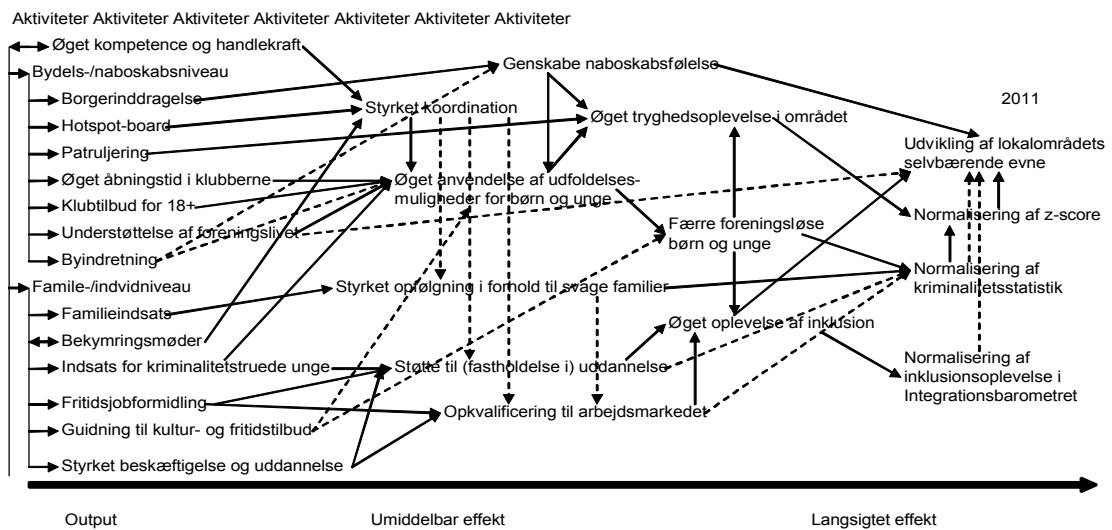 Aktiviteter Aktiviteter Aktiviteter Aktiviteter Aktiviteter Aktiviteter Aktiviteter
Øget kompetence og handlekraft
Bydels-/naboskabsniveau
Borgerinddragelse
Hotspot-board
Patruljering
Øget åbningstid i klubberne
Klubtilbud for 18+
Understøttelse af foreningslivet
Byindretning
Famile-/indvidniveau
Familieindsats
Bekymringsmøder
Indsats for kriminalitetstruede unge
Fritidsjobformidling
Guidning til kultur- og fritidstilbud
Styrket beskæftigelse og uddannelse
Genskabe naboskabsfølelse
Styrket koordination
Øget tryghedsoplevelse i området
Øget anvendelse af udfoldelses-
muligheder for børn og unge
Færre foreningsløse
børn og unge
Styrket opfølgning i forhold til svage familier
Øget oplevelse af inklusion
Støtte til (fastholdelse i) uddannelse
Opkvalificering til arbejdsmarkedet
2011
Udvikling af lokalområdets
selvbærende evne
Normalisering af z-score
Normalisering af
kriminalitetsstatistik
Normalisering af
inklusionsoplevelse i
Integrationsbarometret
Output
Umiddelbar effekt
Langsigtet effekt